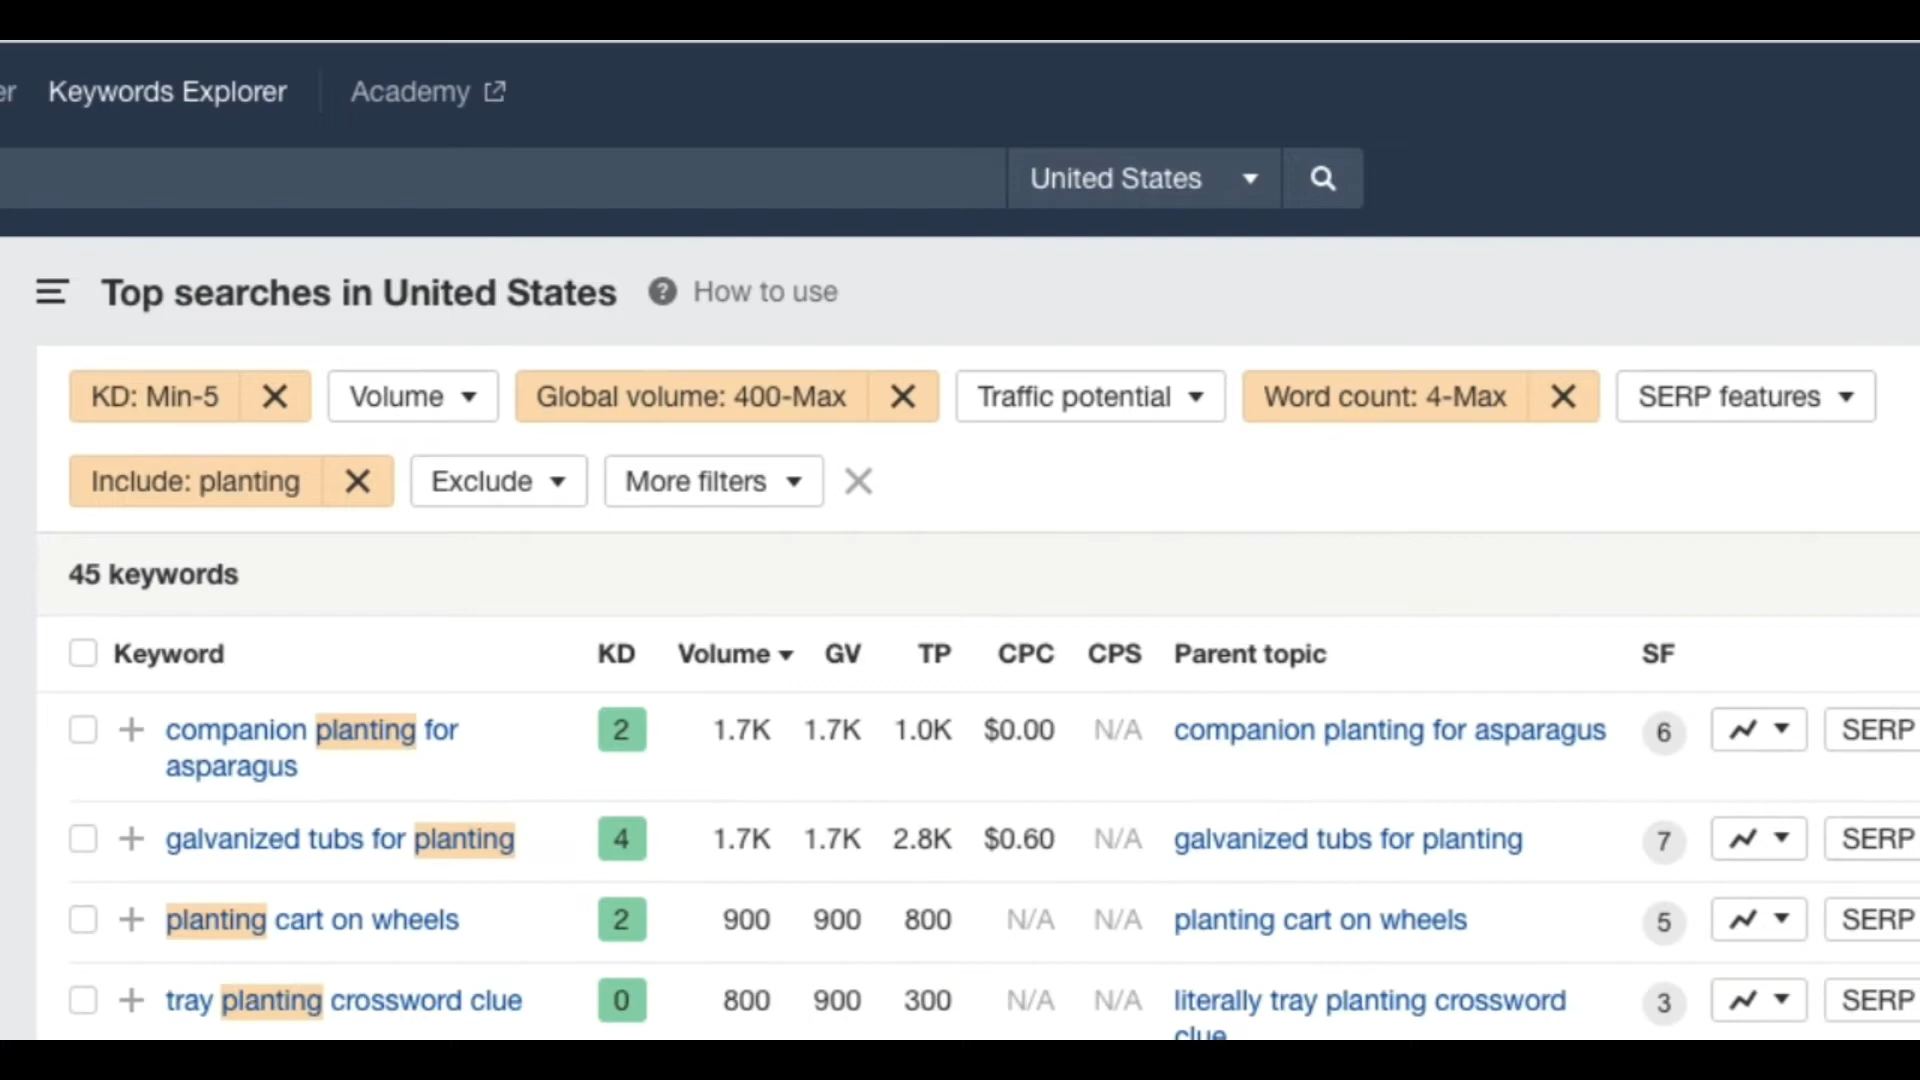 er Keywords Explorer Academy
United States
Top searches in United States ? How to use
KD: Min-5 Volume Global volume: 400-Max Traffic potential Word count: 4-Max SERP features
Include: planting Exclude More filters
45 keywords
Keyword KD Volume GV TP CPC CPS Parent topic SF
companion planting for 2 1.7K 1.7K 1.0K $0.00 N/A companion planting for asparagus 6 SERP
asparagus
galvanized tubs for planting 4 1.7K 1.7K 2.8K $0.60 N/A galvanized tubs for planting 7 SERP
planting cart on wheels 2 900 900 800 N/A N/A planting cart on wheels 5 SERP
tray planting crossword clue 0 800 900 300 N/A N/A literally tray planting crossword 3 SERP
clue